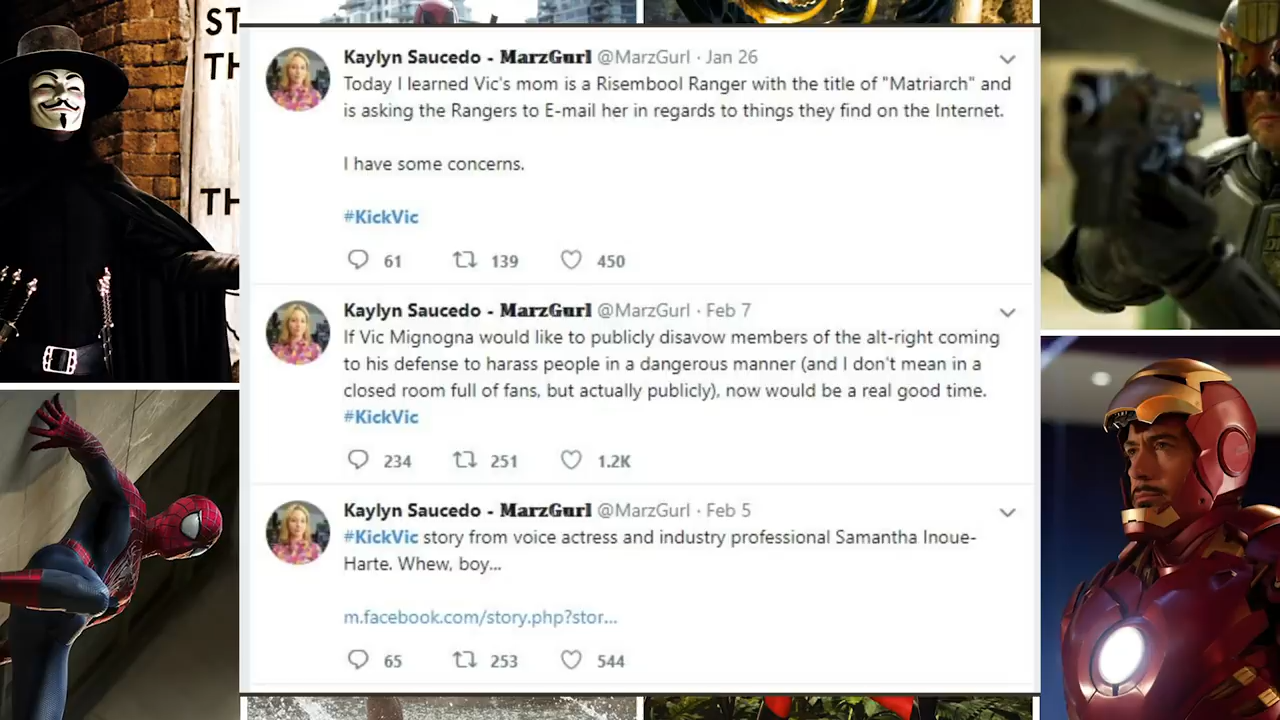 ST
TH
TH
Kaylyn Saucedo - MarzGurl @MarzGurl · Jan 26
Today I learned Vic's mom is a Risembool Ranger with the title of "Matriarch" and
is asking the Rangers to E-mail her in regards to things they find on the Internet.
I have some concerns.
#KickVic
61 139 450
Kaylyn Saucedo - MarzGurl @MarzGurl · Feb 7
If Vic Mignogna would like to publicly disavow members of the alt-right coming
to his defense to harass people in a dangerous manner (and I don't mean in a
closed room full of fans, but actually publicly), now would be a real good time.
#KickVic
234 251 1.2K
Kaylyn Saucedo - MarzGurl @MarzGurl · Feb 5
#KickVic story from voice actress and industry professional Samantha Inoue-
Harte. Whew, boy...
m.facebook.com/story.php?stor...
65 253 544